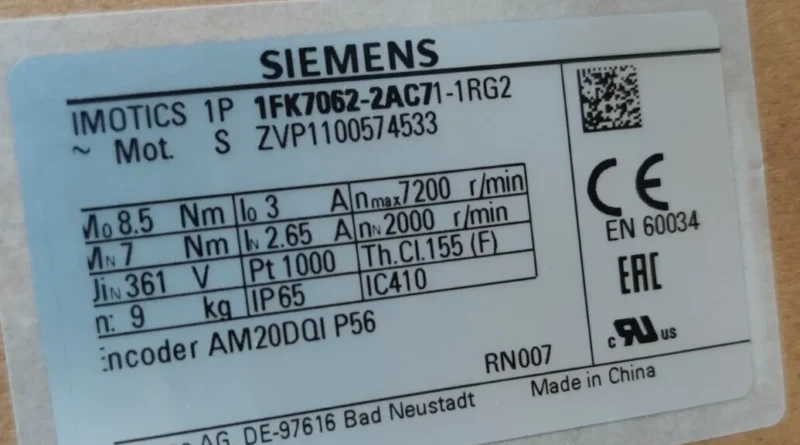 SIEMENS
IMOTICS 1P 1FK7062-2AC71-1RG2
~ Mot. S ZVP1100574533
M0 8.5 Nm I0 3 A nmax 7200 r/min
MN 7 Nm IN 2.65 A nN 2000 r/min
UiN 361 V Pt 1000 Th.Cl.155 (F)
m: 9 kg IP65 IC410
Encoder AM20DQI P56
RN007
AG, DE-97616 Bad Neustadt
Made in China
CE
EN 60034
EAC
c RU us